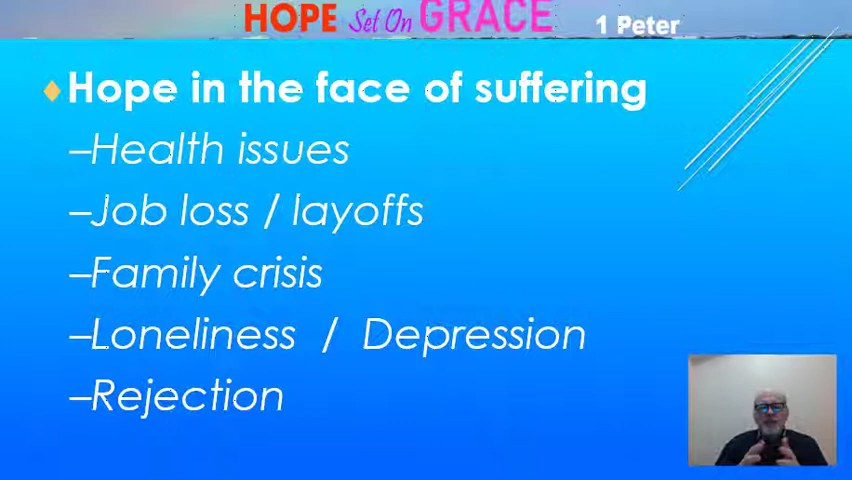 HOPE Set On GRACE 1 Peter
Hope in the face of suffering
–Health issues
–Job loss / layoffs
–Family crisis
–Loneliness / Depression
–Rejection